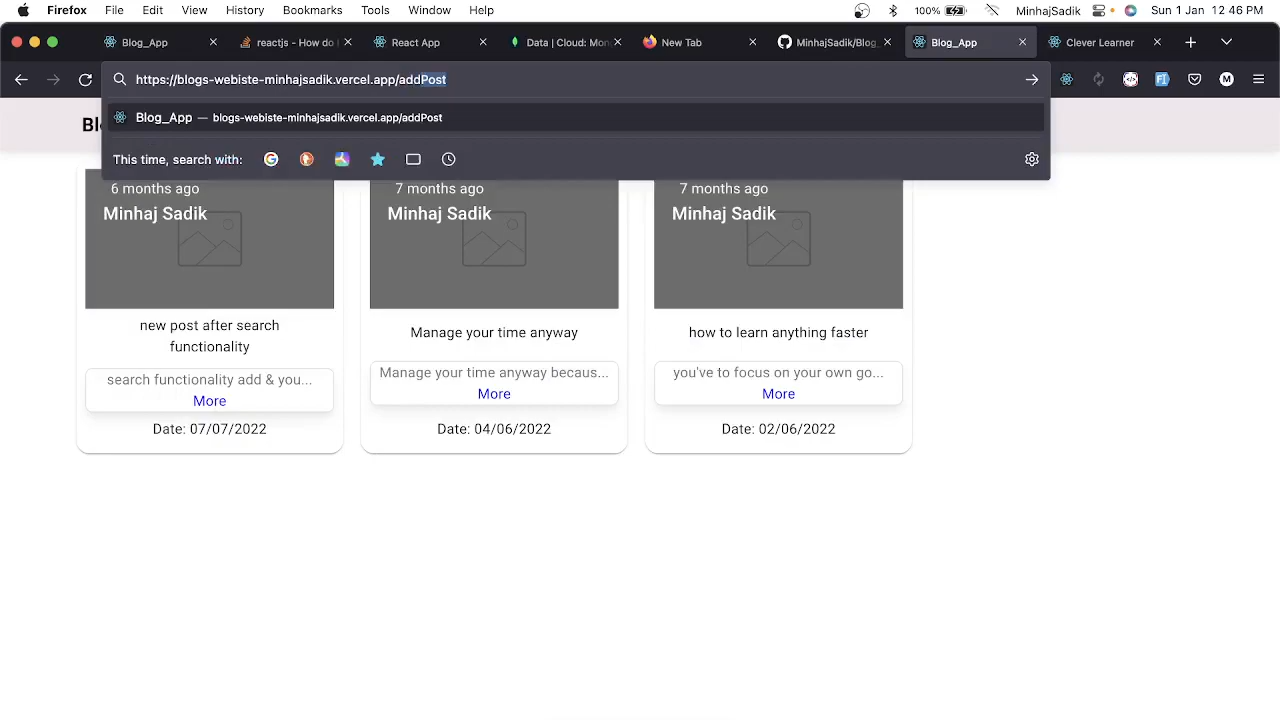 Firefox File Edit View History Bookmarks Tools Window Help 100% MinhajSadik Sun 1 Jan 12:46 PM
Blog_App reactjs - How do I React App Data | Cloud: Mon New Tab MinhajSadik/Blog_ Blog_App Clever Learner
https://blogs-webiste-minhajsadik.vercel.app/addPost
Blog_App — blogs-webiste-minhajsadik.vercel.app/addPost
Bl
This time, search with:
6 months ago
Minhaj Sadik
new post after search
functionality
search functionality add & you...
More
Date: 07/07/2022
7 months ago
Minhaj Sadik
Manage your time anyway
Manage your time anyway becaus...
More
Date: 04/06/2022
7 months ago
Minhaj Sadik
how to learn anything faster
you've to focus on your own go...
More
Date: 02/06/2022